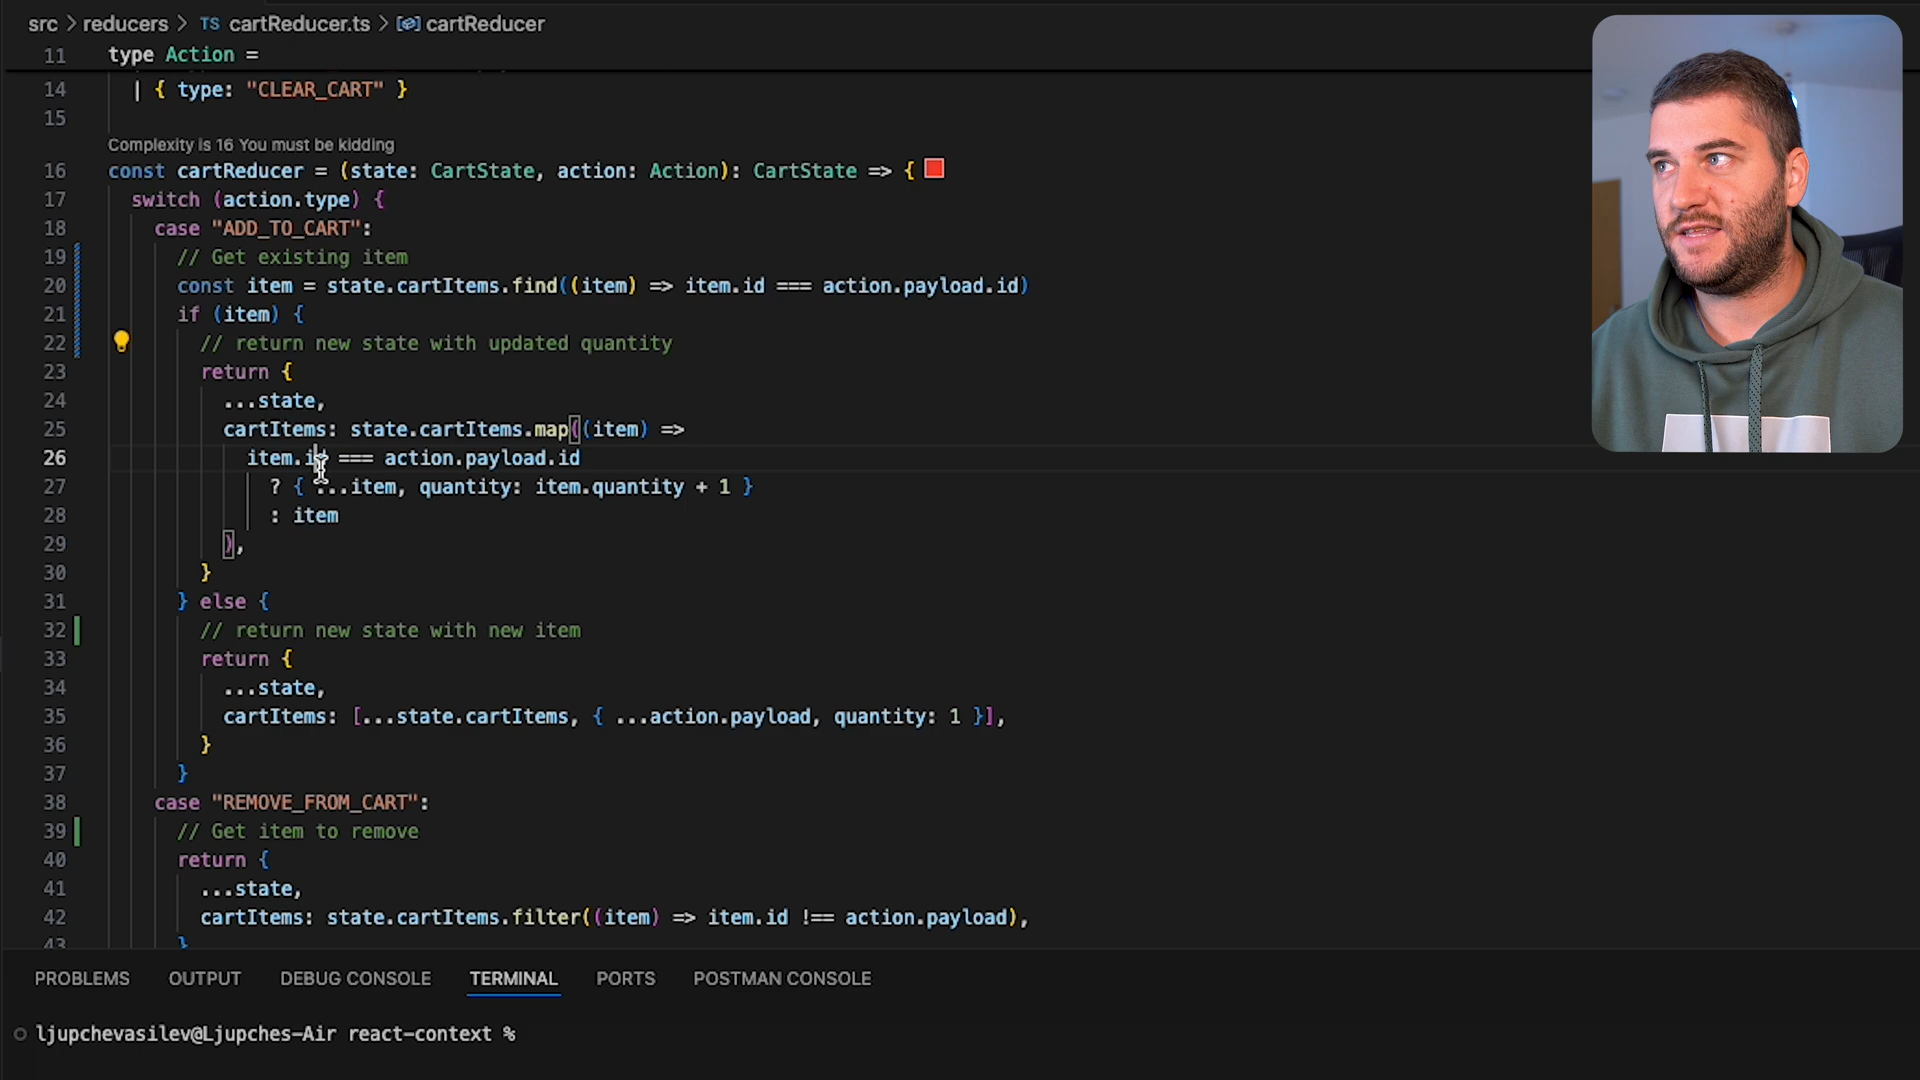 src > reducers > TS cartReducer.ts > cartReducer
11 type Action =
14 | { type: "CLEAR_CART" }
15
Complexity is 16 You must be kidding
16 const cartReducer = (state: CartState, action: Action): CartState => {
17 switch (action.type) {
18 case "ADD_TO_CART":
19 // Get existing item
20 const item = state.cartItems.find((item) => item.id === action.payload.id)
21 if (item) {
22 // return new state with updated quantity
23 return {
24 ...state,
25 cartItems: state.cartItems.map((item) =>
26 item.id === action.payload.id
27 ? { ...item, quantity: item.quantity + 1 }
28 : item
29 ),
30 }
31 } else {
32 // return new state with new item
33 return {
34 ...state,
35 cartItems: [...state.cartItems, { ...action.payload, quantity: 1 }],
36 }
37 }
38 case "REMOVE_FROM_CART":
39 // Get item to remove
40 return {
41 ...state,
42 cartItems: state.cartItems.filter((item) => item.id !== action.payload),
43 }
PROBLEMS OUTPUT DEBUG CONSOLE TERMINAL PORTS POSTMAN CONSOLE
ljupchevasilev@Ljupches-Air react-context %